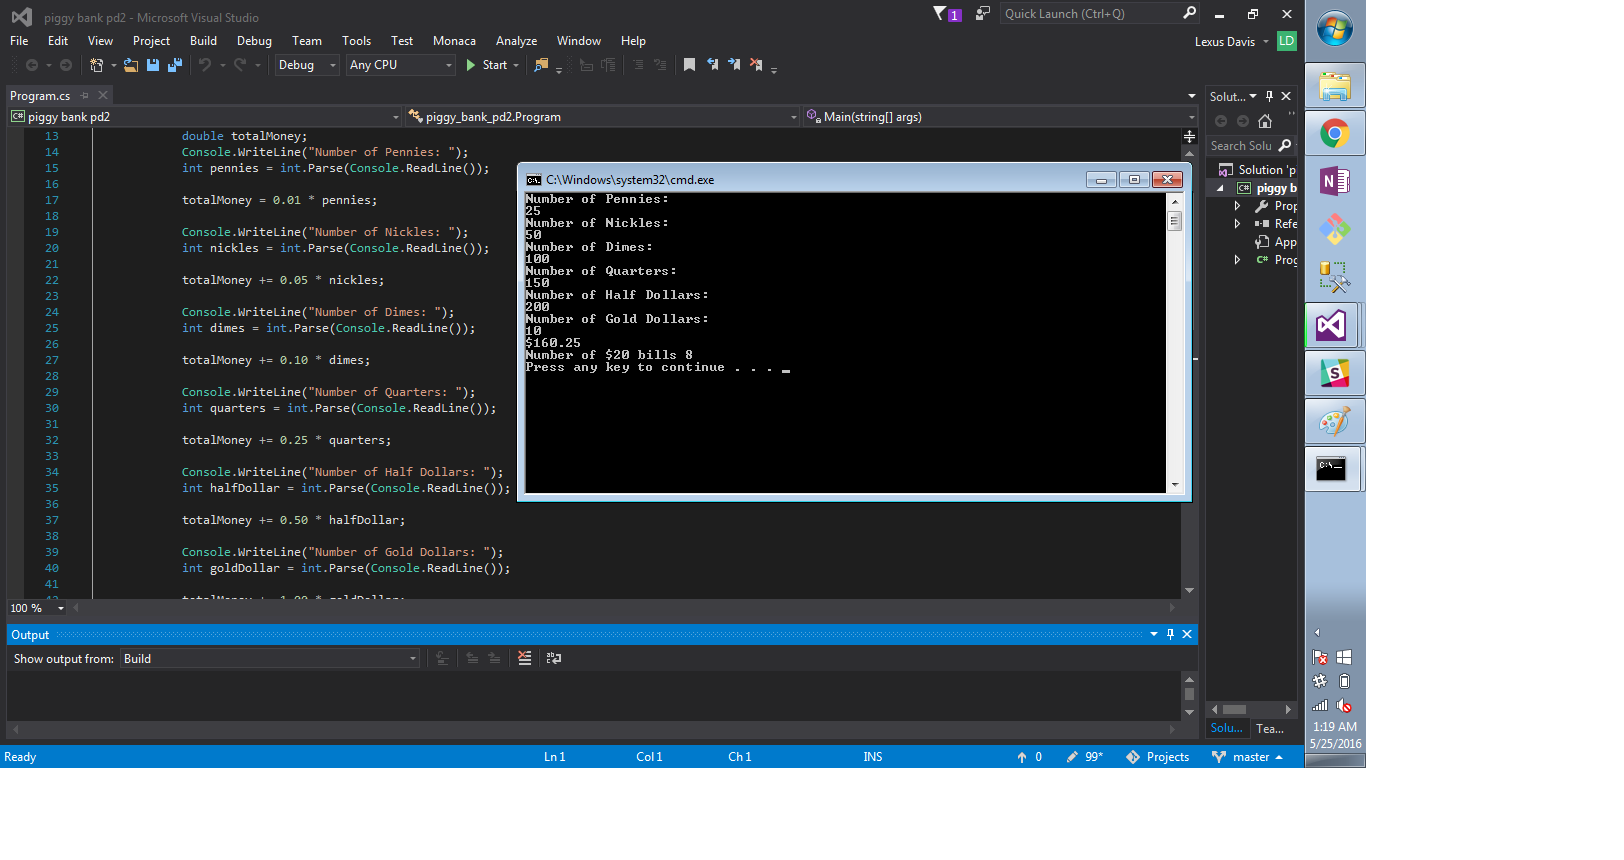 piggy bank pd2 - Microsoft Visual Studio
1
Quick Launch (Ctrl+Q)
File Edit View Project Build Debug Team Tools Test Monaca Analyze Window Help
Lexus Davis LD
Debug Any CPU Start
Program.cs
Solut...
piggy bank pd2 piggy_bank_pd2.Program Main(string[] args)
Search Solu
Solution 'p
piggy b
Prop
Refe
App
Prog
13 double totalMoney;
14 Console.WriteLine("Number of Pennies: ");
15 int pennies = int.Parse(Console.ReadLine());
16
17 totalMoney = 0.01 * pennies;
18
19 Console.WriteLine("Number of Nickles: ");
20 int nickles = int.Parse(Console.ReadLine());
21
22 totalMoney += 0.05 * nickles;
23
24 Console.WriteLine("Number of Dimes: ");
25 int dimes = int.Parse(Console.ReadLine());
26
27 totalMoney += 0.10 * dimes;
28
29 Console.WriteLine("Number of Quarters: ");
30 int quarters = int.Parse(Console.ReadLine());
31
32 totalMoney += 0.25 * quarters;
33
34 Console.WriteLine("Number of Half Dollars: ");
35 int halfDollar = int.Parse(Console.ReadLine());
36
37 totalMoney += 0.50 * halfDollar;
38
39 Console.WriteLine("Number of Gold Dollars: ");
40 int goldDollar = int.Parse(Console.ReadLine());
41
42 totalMoney += 1.00 * goldDollar;
C:\Windows\system32\cmd.exe
Number of Pennies:
25
Number of Nickles:
50
Number of Dimes:
100
Number of Quarters:
150
Number of Half Dollars:
200
Number of Gold Dollars:
10
$160.25
Number of $20 bills 8
Press any key to continue . . . _
100 %
Output
Show output from: Build
Solu... Tea...
Ready Ln 1 Col 1 Ch 1 INS 0 99* Projects master
1:19 AM
5/25/2016